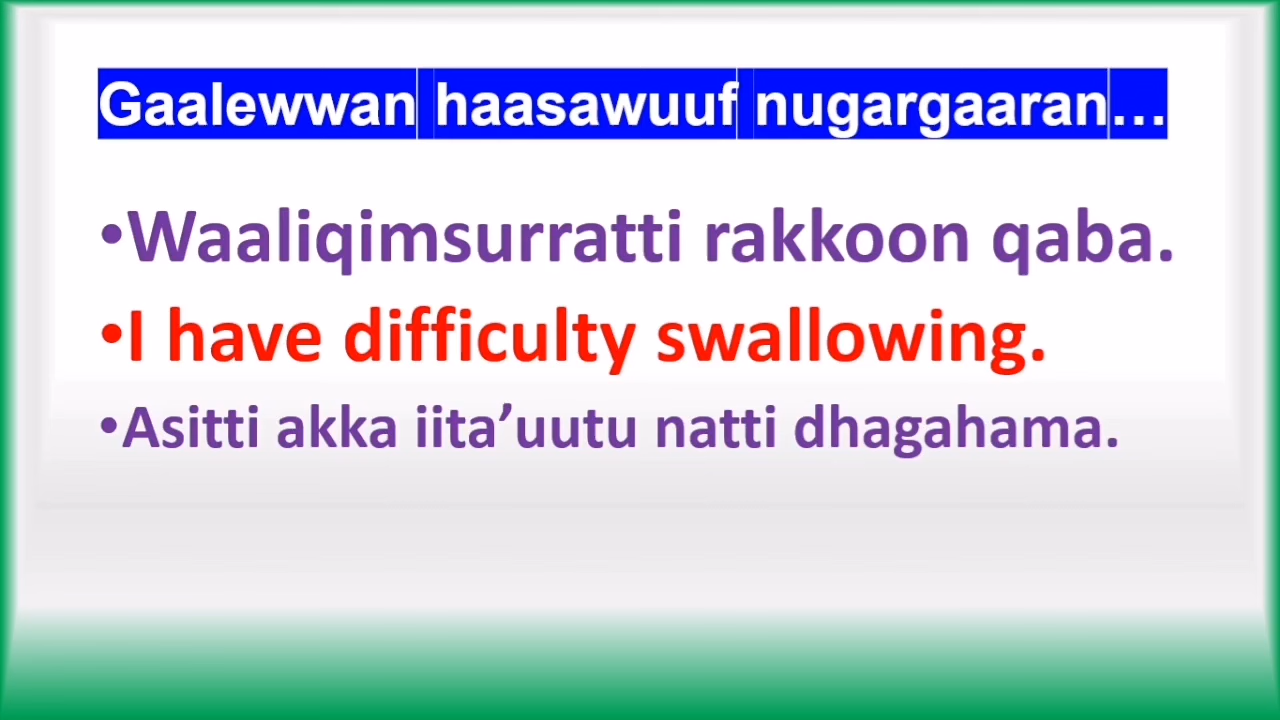 Gaalewwan haasawuuf nugargaaran…
•Waaliqimsurratti rakkoon qaba.
•I have difficulty swallowing.
•Asitti akka iita’uutu natti dhagahama.